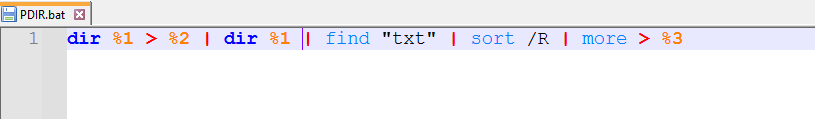 PDIR.bat
1 dir %1 > %2 | dir %1 | find "txt" | sort /R | more > %3